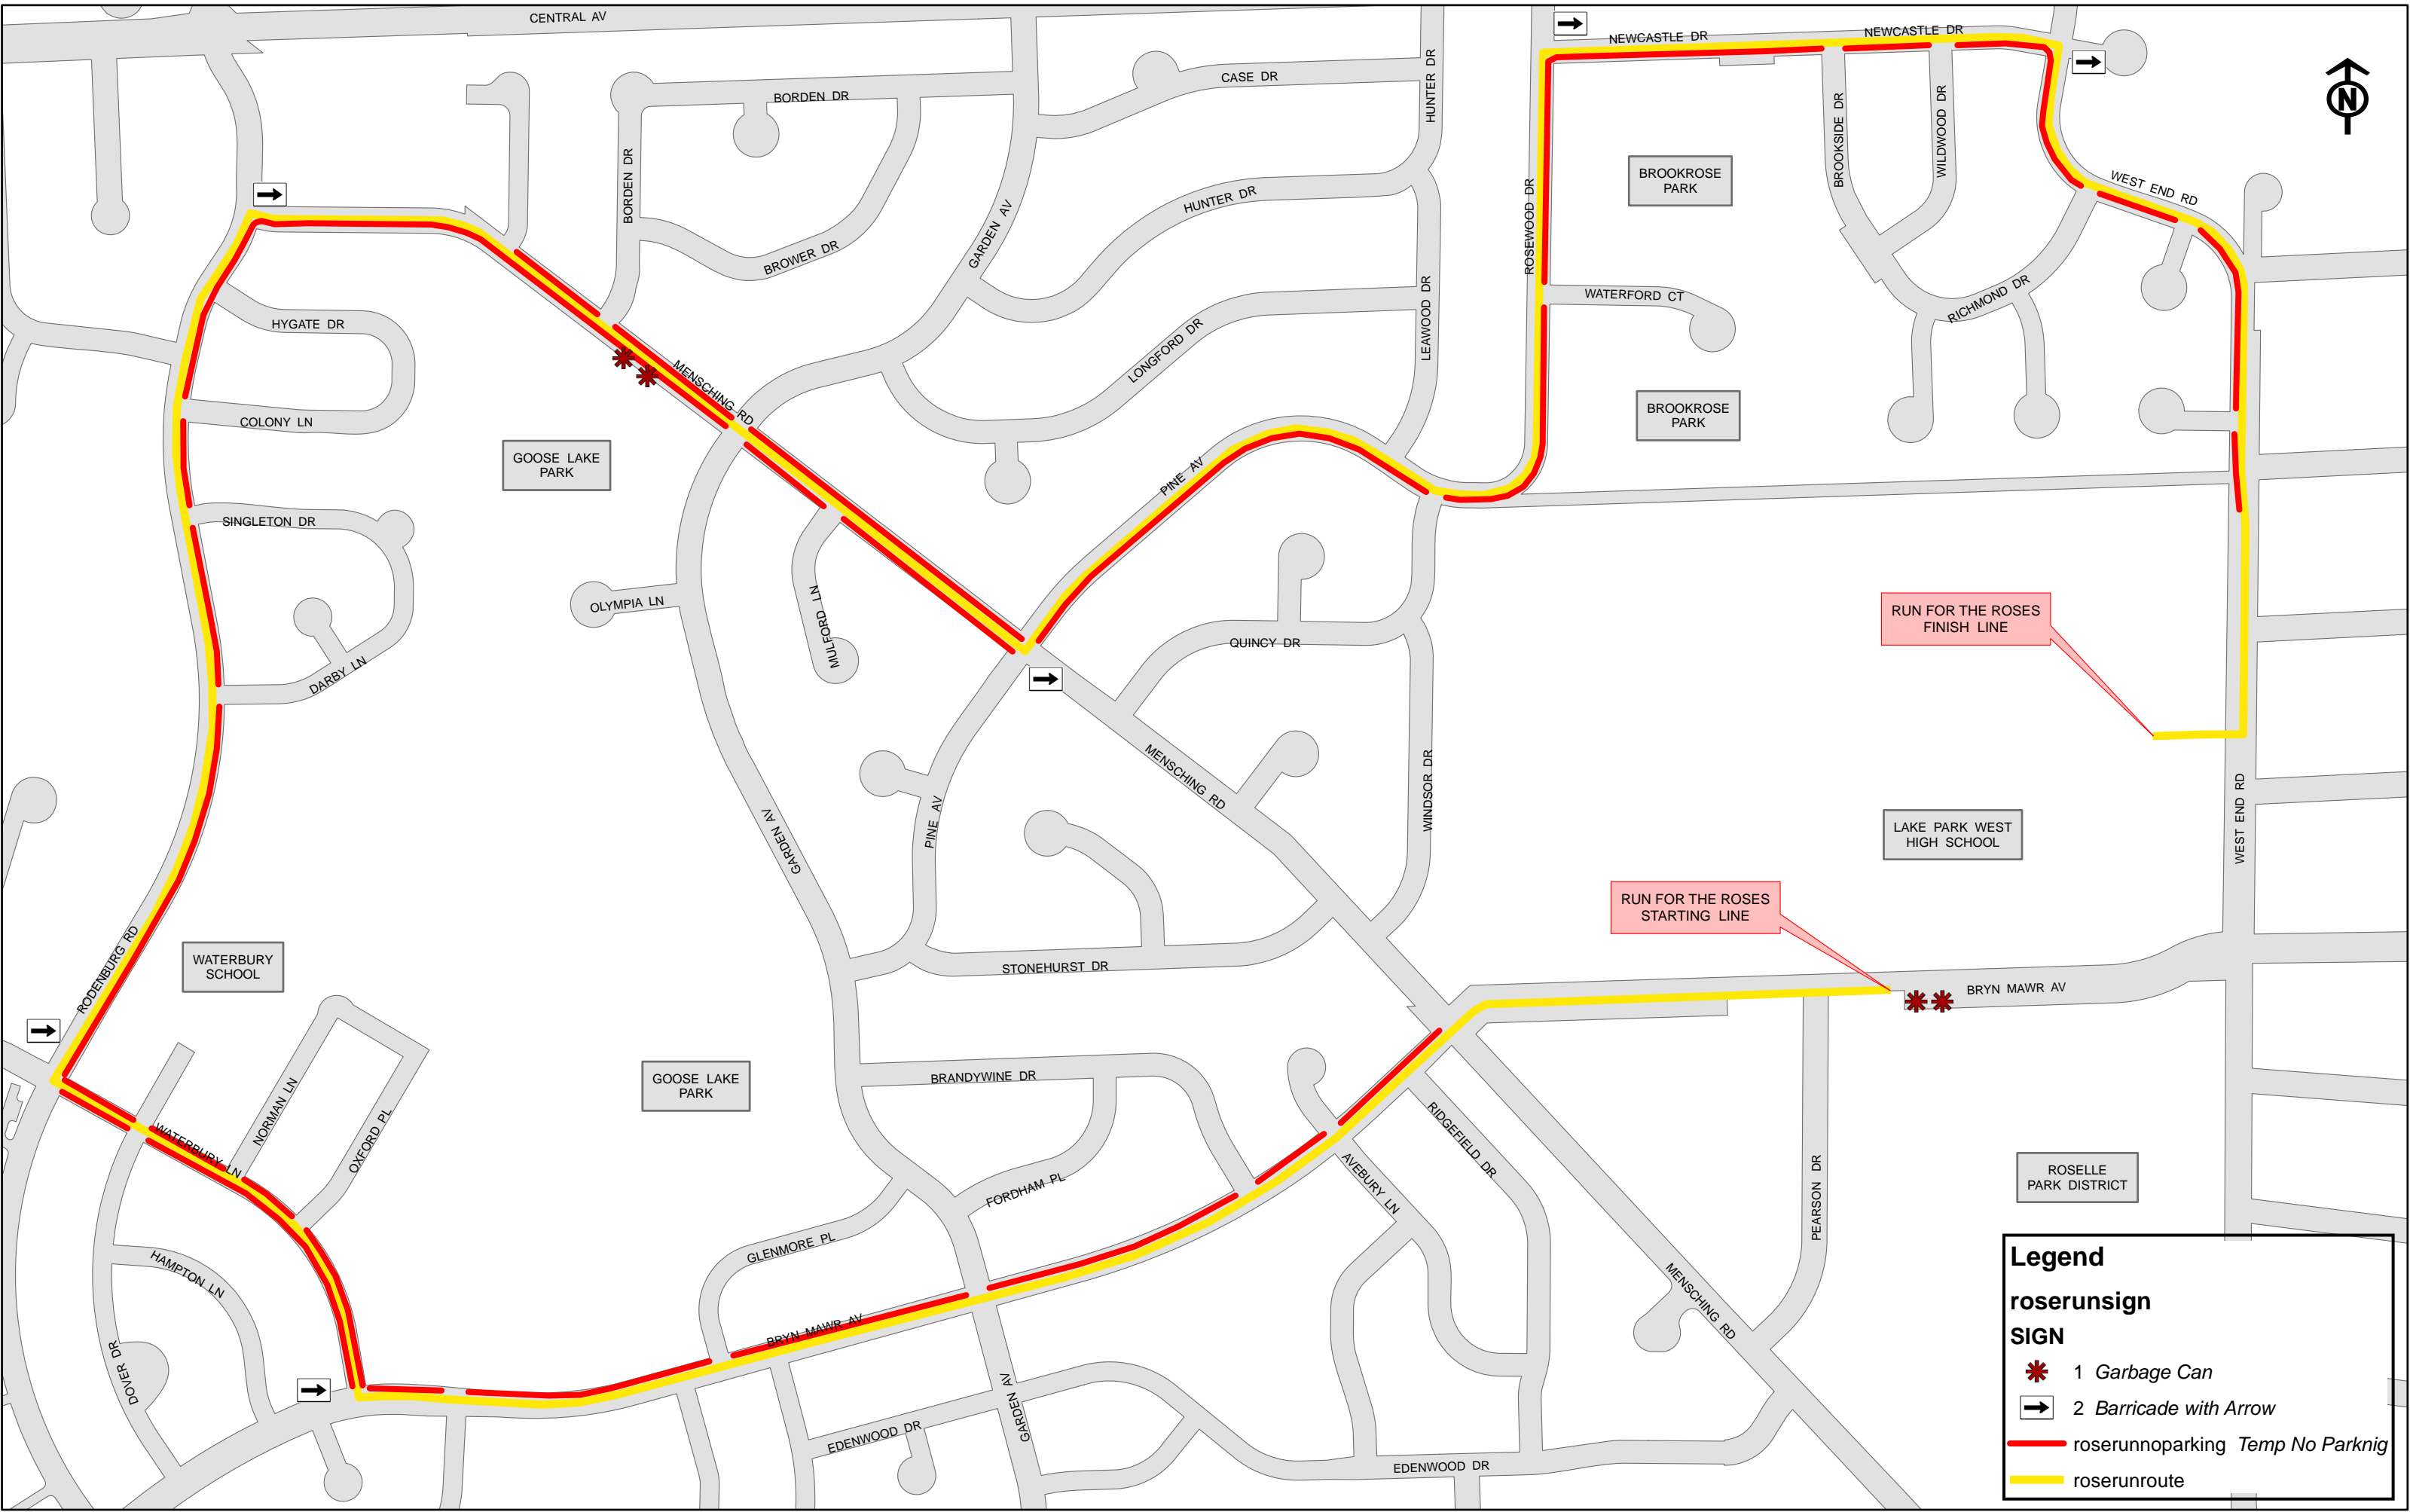 CENTRAL AV
NEWCASTLE DR
NEWCASTLE DR
N
CASE DR
HUNTER DR
BORDEN DR
BORDEN DR
BROOKSIDE DR
WILDWOOD DR
BROOKROSE
PARK
WEST END RD
HUNTER DR
GARDEN AV
ROSEWOOD DR
BROWER DR
WATERFORD CT
RICHMOND DR
HYGATE DR
LEAWOOD DR
LONGFORD DR
MENSCHING RD
BROOKROSE
PARK
COLONY LN
GOOSE LAKE
PARK
PINE AV
SINGLETON DR
OLYMPIA LN
MULFORD LN
RUN FOR THE ROSES
FINISH LINE
QUINCY DR
DARBY LN
MENSCHING RD
WINDSOR DR
WEST END RD
GARDEN AV
PINE AV
LAKE PARK WEST
HIGH SCHOOL
RUN FOR THE ROSES
STARTING LINE
RODENBURG RD
WATERBURY
SCHOOL
STONEHURST DR
BRYN MAWR AV
GOOSE LAKE
PARK
BRANDYWINE DR
NORMAN LN
OXFORD PL
WATERBURY LN
RIDGEFIELD DR
AVEBURY LN
FORDHAM PL
PEARSON DR
ROSELLE
PARK DISTRICT
GLENMORE PL
HAMPTON LN
MENSCHING RD
BRYN MAWR AV
DOVER DR
GARDEN AV
EDENWOOD DR
EDENWOOD DR
Legend
roserunsign
SIGN
1 Garbage Can
2 Barricade with Arrow
roserunnoparking Temp No Parknig
roserunroute